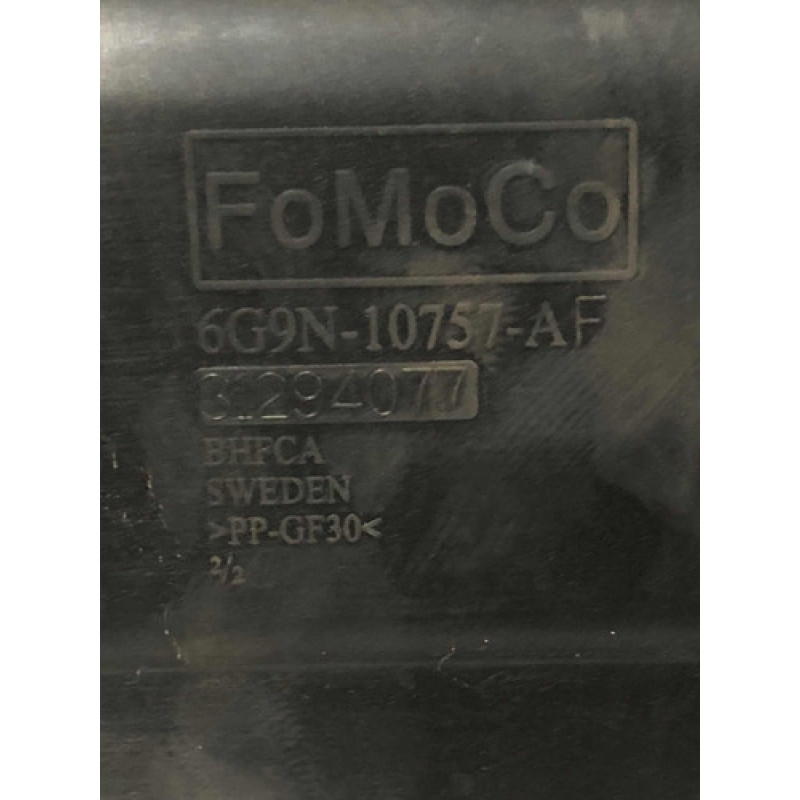 FoMoCo
6G9N-10757-AF
31294077
BHFCA
SWEDEN
>PP-GF30<
2/2